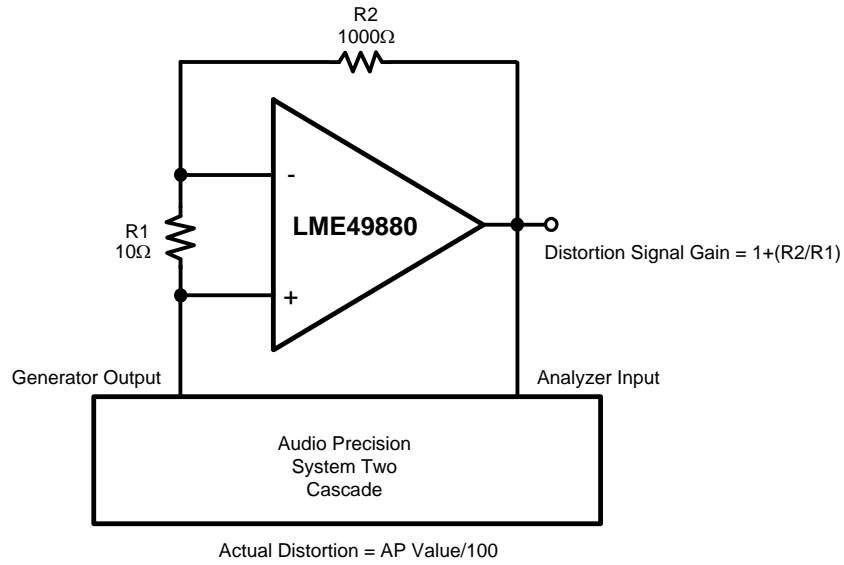 R2
1000Ω
-
LME49880
R1
10Ω
+
Distortion Signal Gain = 1+(R2/R1)
Generator Output
Analyzer Input
Audio Precision
System Two
Cascade
Actual Distortion = AP Value/100